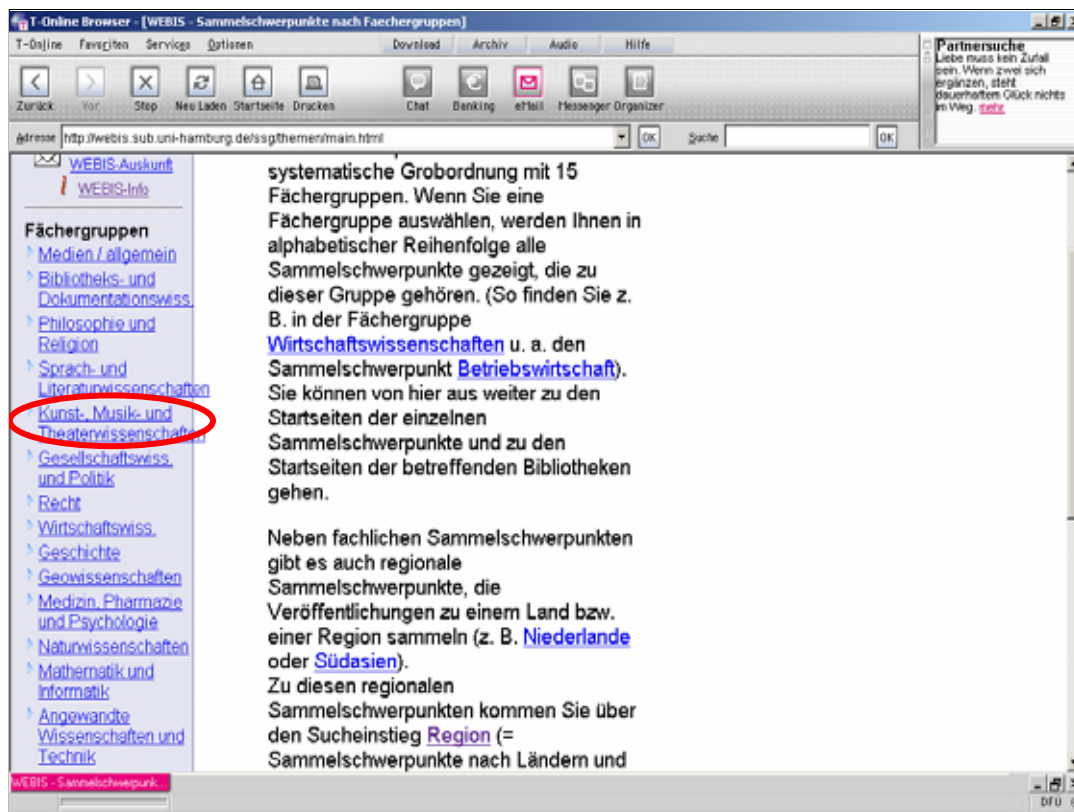 T-Online Browser - [WEBIS - Sammelschwerpunkte nach Faechergruppen]
T-Online Favoriten Services Optionen Download Archiv Audio Hilfe
Zurück Vor Stop Neu Laden Startseite Drucken Chat Banking eMail Messenger Organizer
Partnersuche
Liebe muss kein Zufall
sein. Wenn zwei sich
ergänzen, steht
dauerhaftem Glück nichts
im Weg. mehr
Adresse http://webis.sub.uni-hamburg.de/ssg/themen/main.html OK Suche OK
WEBIS-Auskunft
WEBIS-Info
Fächergruppen
Medien / allgemein
Bibliotheks- und
Dokumentationswiss.
Philosophie und
Religion
Sprach- und
Literaturwissenschaften
Kunst-, Musik- und
Theaterwissenschaften
Gesellschaftswiss.
und Politik
Recht
Wirtschaftswiss.
Geschichte
Geowissenschaften
Medizin, Pharmazie
und Psychologie
Naturwissenschaften
Mathematik und
Informatik
Angewandte
Wissenschaften und
Technik
systematische Grobordnung mit 15
Fächergruppen. Wenn Sie eine
Fächergruppe auswählen, werden Ihnen in
alphabetischer Reihenfolge alle
Sammelschwerpunkte gezeigt, die zu
dieser Gruppe gehören. (So finden Sie z.
B. in der Fächergruppe
Wirtschaftswissenschaften u. a. den
Sammelschwerpunkt Betriebswirtschaft).
Sie können von hier aus weiter zu den
Startseiten der einzelnen
Sammelschwerpunkte und zu den
Startseiten der betreffenden Bibliotheken
gehen.
Neben fachlichen Sammelschwerpunkten
gibt es auch regionale
Sammelschwerpunkte, die
Veröffentlichungen zu einem Land bzw.
einer Region sammeln (z. B. Niederlande
oder Südasien).
Zu diesen regionalen
Sammelschwerpunkten kommen Sie über
den Sucheinstieg Region (=
Sammelschwerpunkte nach Ländern und
WEBIS - Sammelschwerpunk...
DFÜ